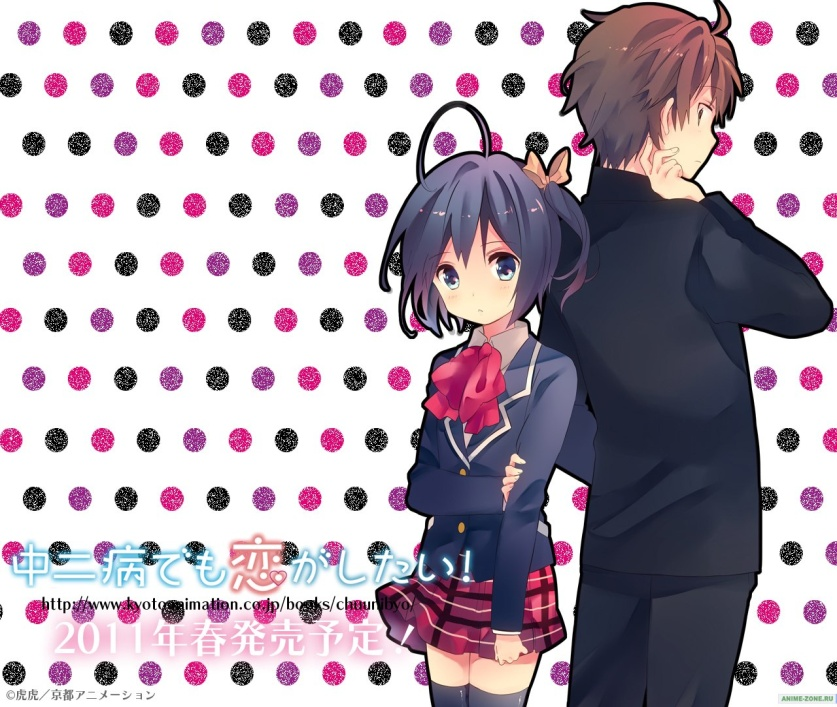 中二病でも恋がしたい!
http://www.kyotoanimation.co.jp/books/chuunibyo/
2011年春発売予定!
©虎虎/京都アニメーション
ANIME-ZONE.RU